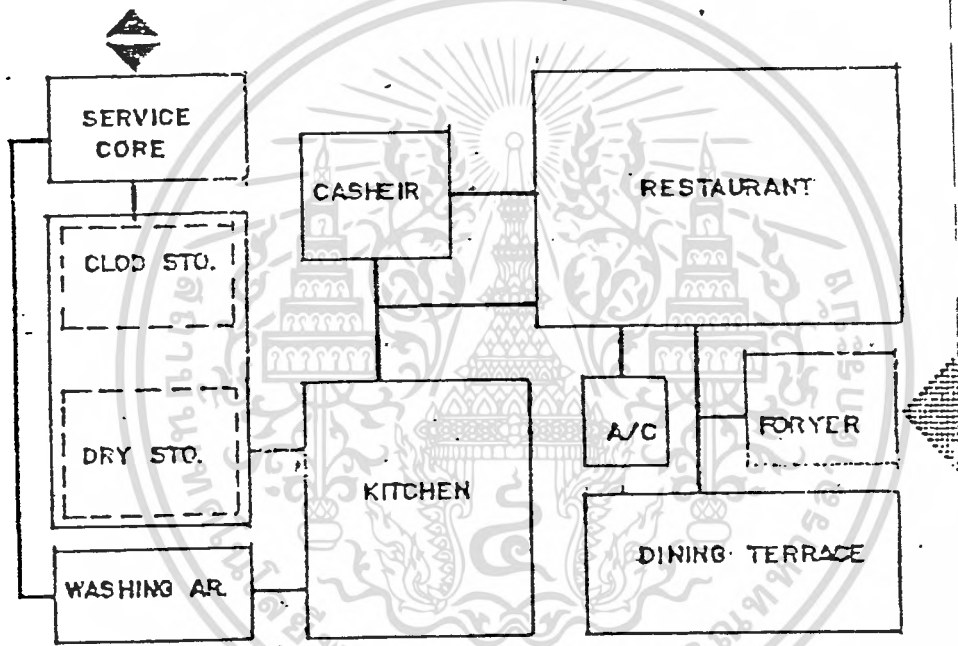 SERVICE
CORE
CASHEIR
RESTAURANT
CLOD STO.
DRY STO.
A/C
FORYER
KITCHEN
DINING TERRACE
WASHING AR.